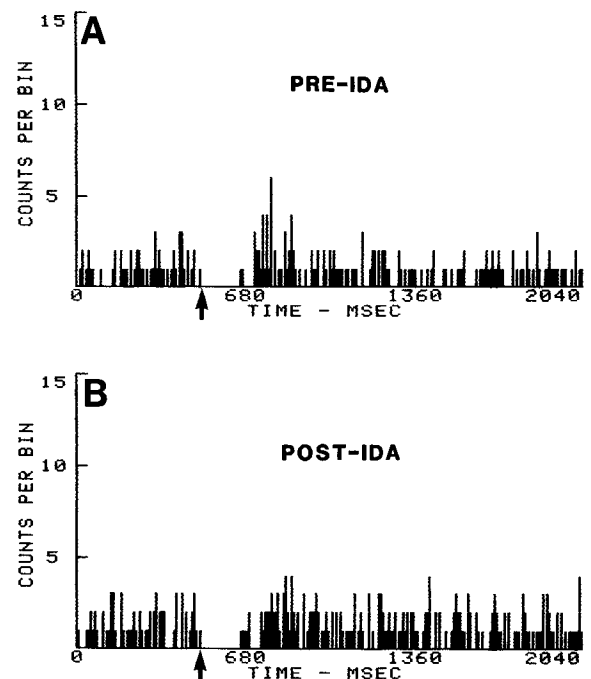 A
PRE-IDA
COUNTS PER BIN
15
10
5
0 680 1360 2040
TIME - MSEC
B
POST-IDA
COUNTS PER BIN
15
10
5
0 680 1360 2040
TIME - MSEC